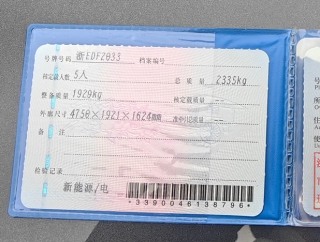 号牌号码 浙EDF2033 档案编号
核定载人数 5人 总质量 2335kg
整备质量 1920kg 核定载质量
外廓尺寸 4750×1921×1624mm 准牵引总质量
备注
检验记录
新能源/电
*3390046138796*